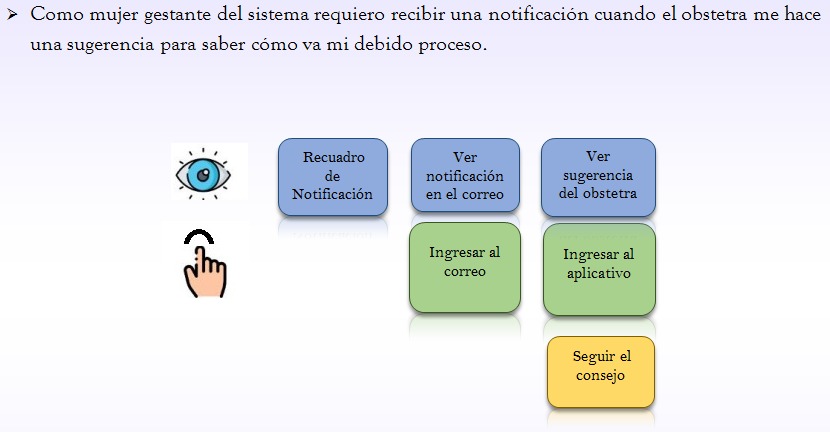 ➤ Como mujer gestante del sistema requiero recibir una notificación cuando el obstetra me hace
una sugerencia para saber cómo va mi debido proceso.
Recuadro
de
Notificación
Ver
notificación
en el correo
Ver
sugerencia
del obstetra
Ingresar al
correo
Ingresar al
aplicativo
Seguir el
consejo